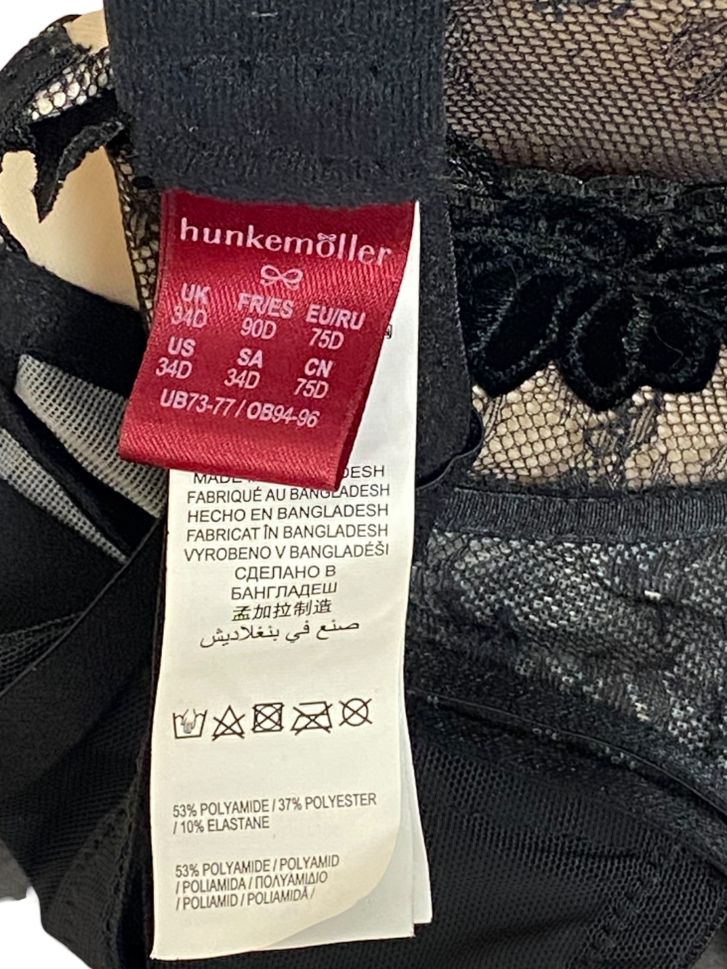 hunkemöller
UK FR/ES EU/RU
34D 90D 75D
US SA CN
34D 34D 75D
UB73-77 / OB94-96
FABRIQUÉ AU BANGLADESH
HECHO EN BANGLADESH
FABRICAT ÎN BANGLADESH
VYROBENO V BANGLADÉŠI
СДЕЛАНО В
БАНГЛАДЕШ
孟加拉制造
صنع في بنغلاديش
53% POLYAMIDE / 37% POLYESTER
/ 10% ELASTANE
53% POLYAMIDE / POLYAMID
/ POLIAMIDA / ΠΟΛΥΑΜΙΔΙΟ
/ POLIAMID / POLIAMIDĂ /